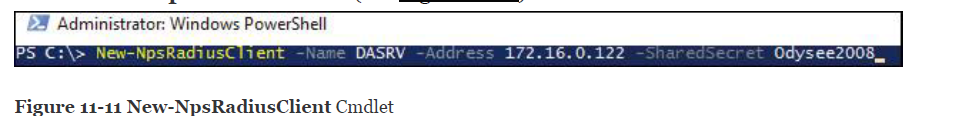 Administrator: Windows PowerShell
PS C:\> New-NpsRadiusClient -Name DASRV -Address 172.16.0.122 -SharedSecret Odysee2008_
Figure 11-11 New-NpsRadiusClient Cmdlet